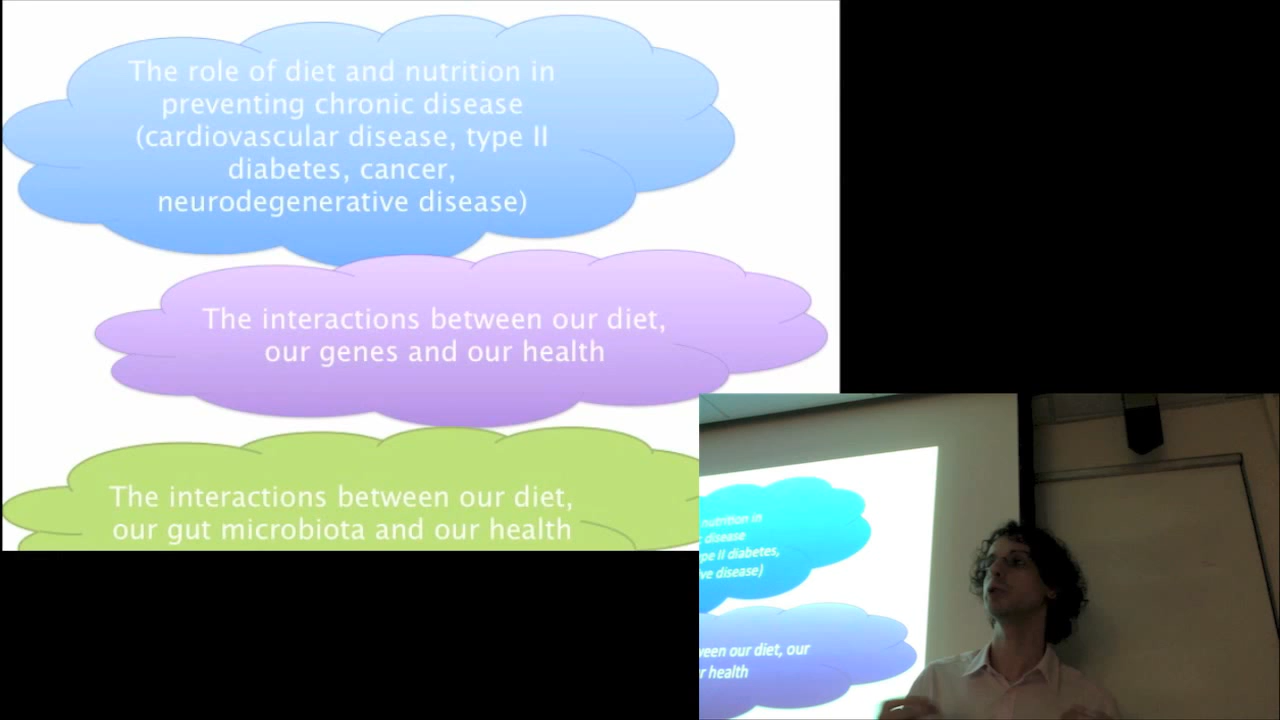 The role of diet and nutrition in
preventing chronic disease
(cardiovascular disease, type II
diabetes, cancer,
neurodegenerative disease)
The interactions between our diet,
our genes and our health
The interactions between our diet,
our gut microbiota and our health
nutrition in
disease
pe II diabetes,
ve disease)
ween our diet, our
r health